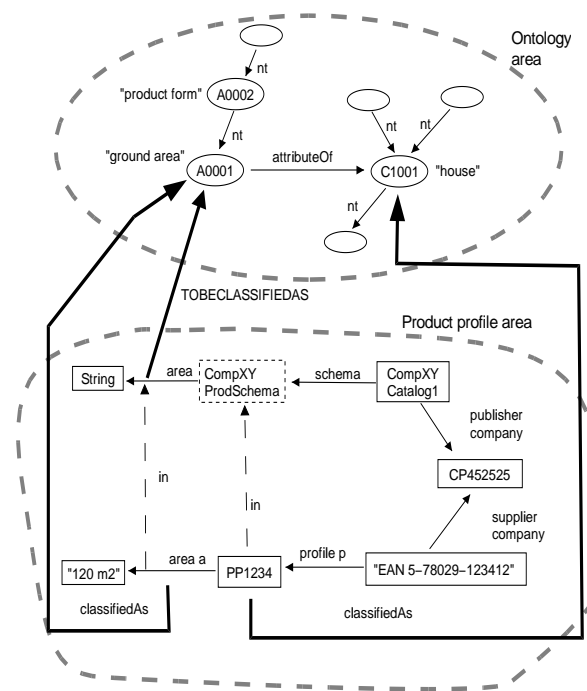 Ontology
area
nt
"product form"
A0002
nt
nt
nt
"ground area"
attributeOf
A0001
C1001
"house"
nt
TOBECLASSIFIEDAS
Product profile area
String
area
CompXY
ProdSchema
schema
CompXY
Catalog1
publisher
company
CP452525
in
in
supplier
company
"120 m2"
area a
PP1234
profile p
"EAN 5–78029–123412"
classifiedAs
classifiedAs